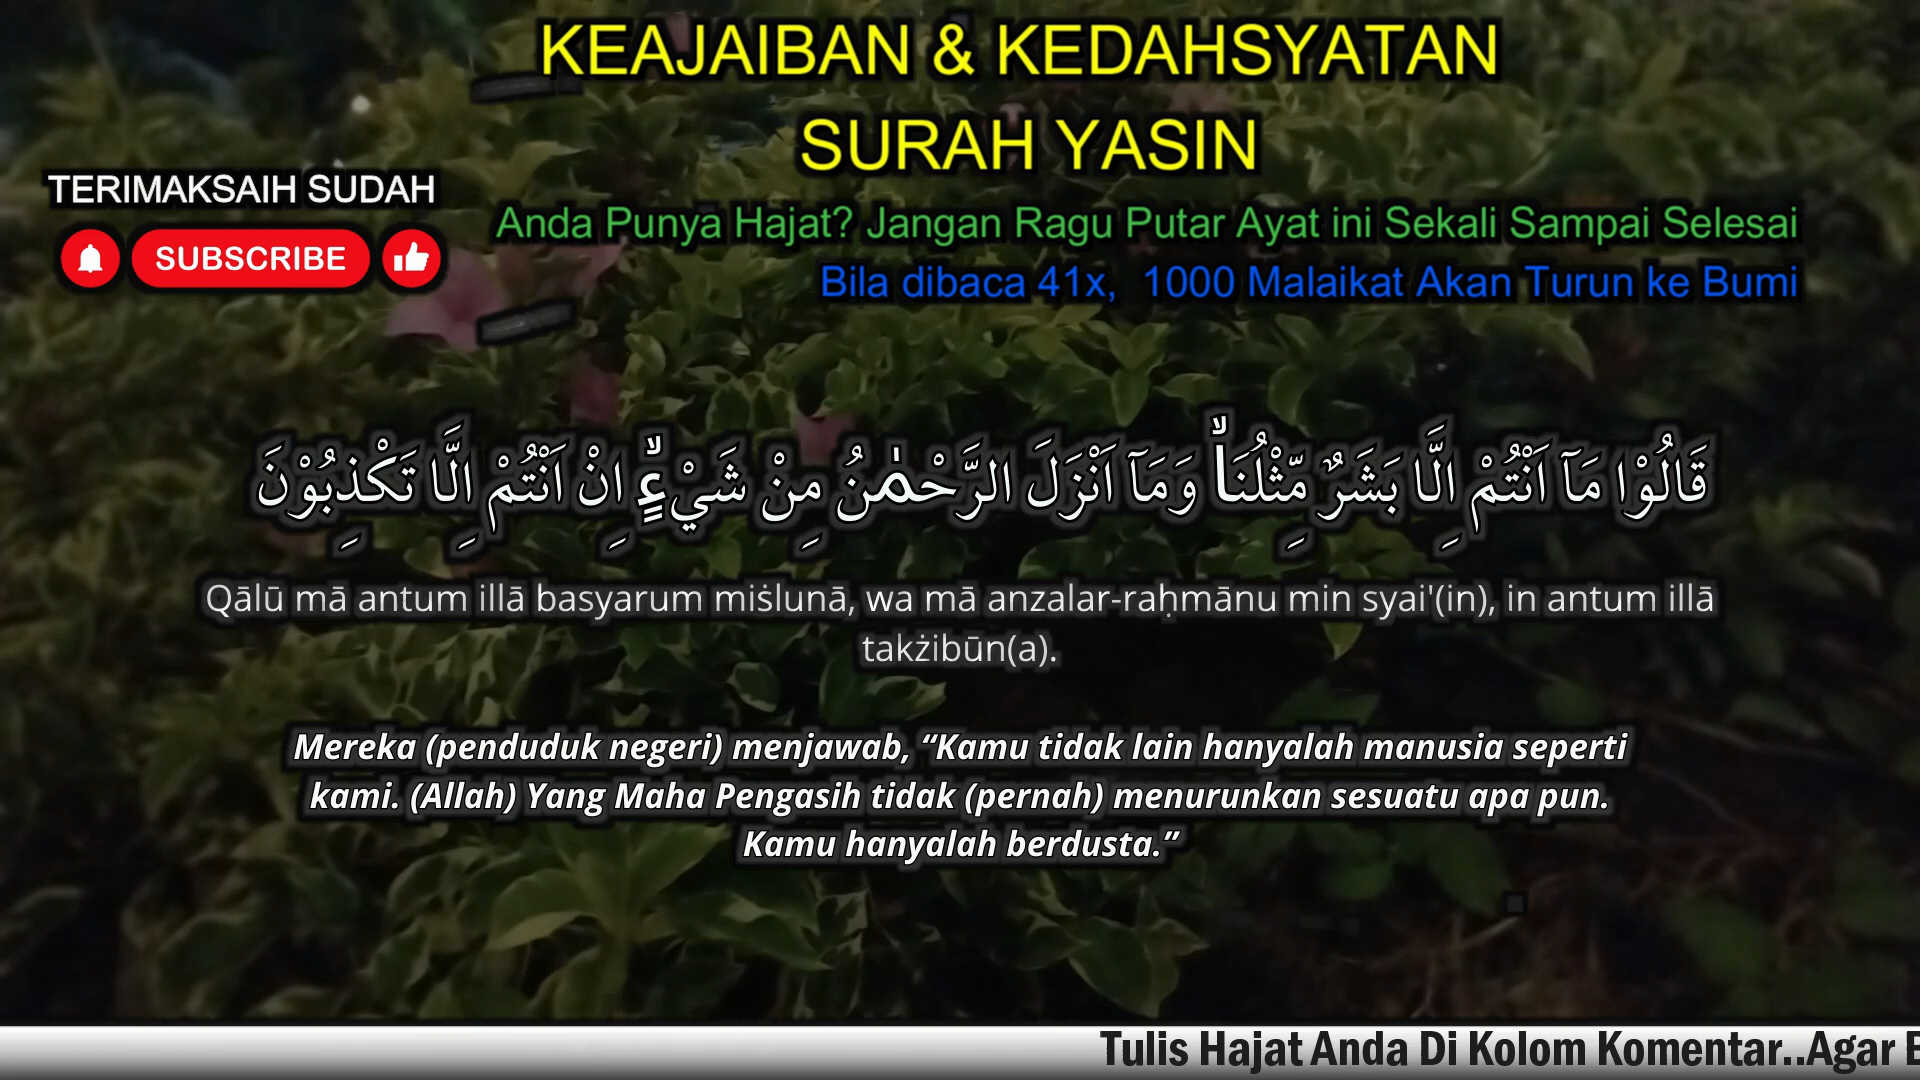 KEAJAIBAN & KEDAHSYATAN
SURAH YASIN
TERIMAKSAIH SUDAH
SUBSCRIBE
Anda Punya Hajat? Jangan Ragu Putar Ayat ini Sekali Sampai Selesai
Bila dibaca 41x, 1000 Malaikat Akan Turun ke Bumi
قَالُوْا مَآ اَنْتُمْ اِلَّا بَشَرٌ مِّثْلُنَاۙ وَمَآ اَنْزَلَ الرَّحْمٰنُ مِنْ شَيْءٍۙ اِنْ اَنْتُمْ اِلَّا تَكْذِبُوْنَ
Qālū mā antum illā basyarum miṡlunā, wa mā anzalar-raḥmānu min syai'(in), in antum illā
takżibūn(a).
Mereka (penduduk negeri) menjawab, “Kamu tidak lain hanyalah manusia seperti
kami. (Allah) Yang Maha Pengasih tidak (pernah) menurunkan sesuatu apa pun.
Kamu hanyalah berdusta.”
Tulis Hajat Anda Di Kolom Komentar..Agar